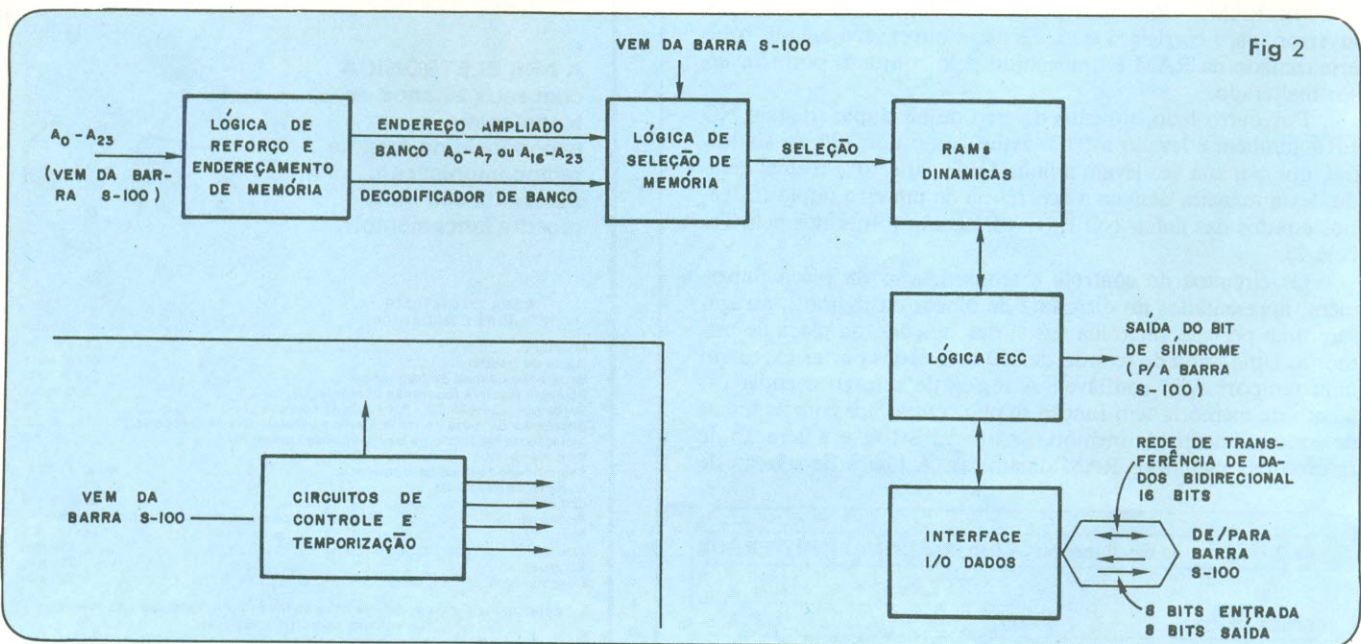 Fig 2
VEM DA BARRA S-100
A0 - A23
(VEM DA BAR-
RA S-100)
LÓGICA DE
REFORÇO E
ENDEREÇAMENTO
DE MEMÓRIA
ENDEREÇO AMPLIADO
BANCO A0-A7 ou A16-A23
DECODIFICADOR DE BANCO
LÓGICA DE
SELEÇÃO DE
MEMÓRIA
SELEÇÃO
RAMs
DINAMICAS
LÓGICA ECC
SAÍDA DO BIT
DE SÍNDROME
(P/A BARRA
S-100)
REDE DE TRANS-
FERÊNCIA DE DA-
DOS BIDIRECIONAL
16 BITS
VEM DA
BARRA S-100
CIRCUITOS DE
CONTROLE E
TEMPORIZAÇÃO
INTERFACE
I/O DADOS
DE/PARA
BARRA
S-100
8 BITS ENTRADA
8 BITS SAÍDA